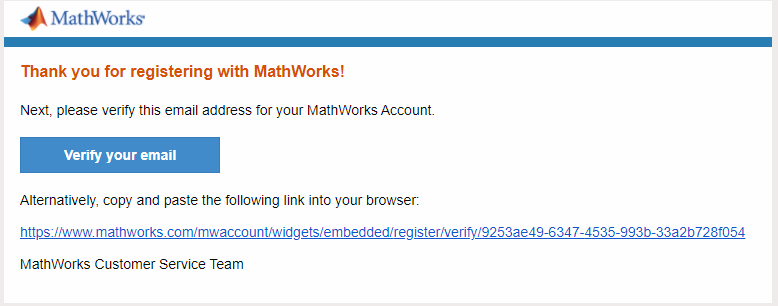 MathWorks®
Thank you for registering with MathWorks!
Next, please verify this email address for your MathWorks Account.
Verify your email
Alternatively, copy and paste the following link into your browser:
https://www.mathworks.com/mwaccount/widgets/embedded/register/verify/9253ae49-6347-4535-993b-33a2b728f054
MathWorks Customer Service Team